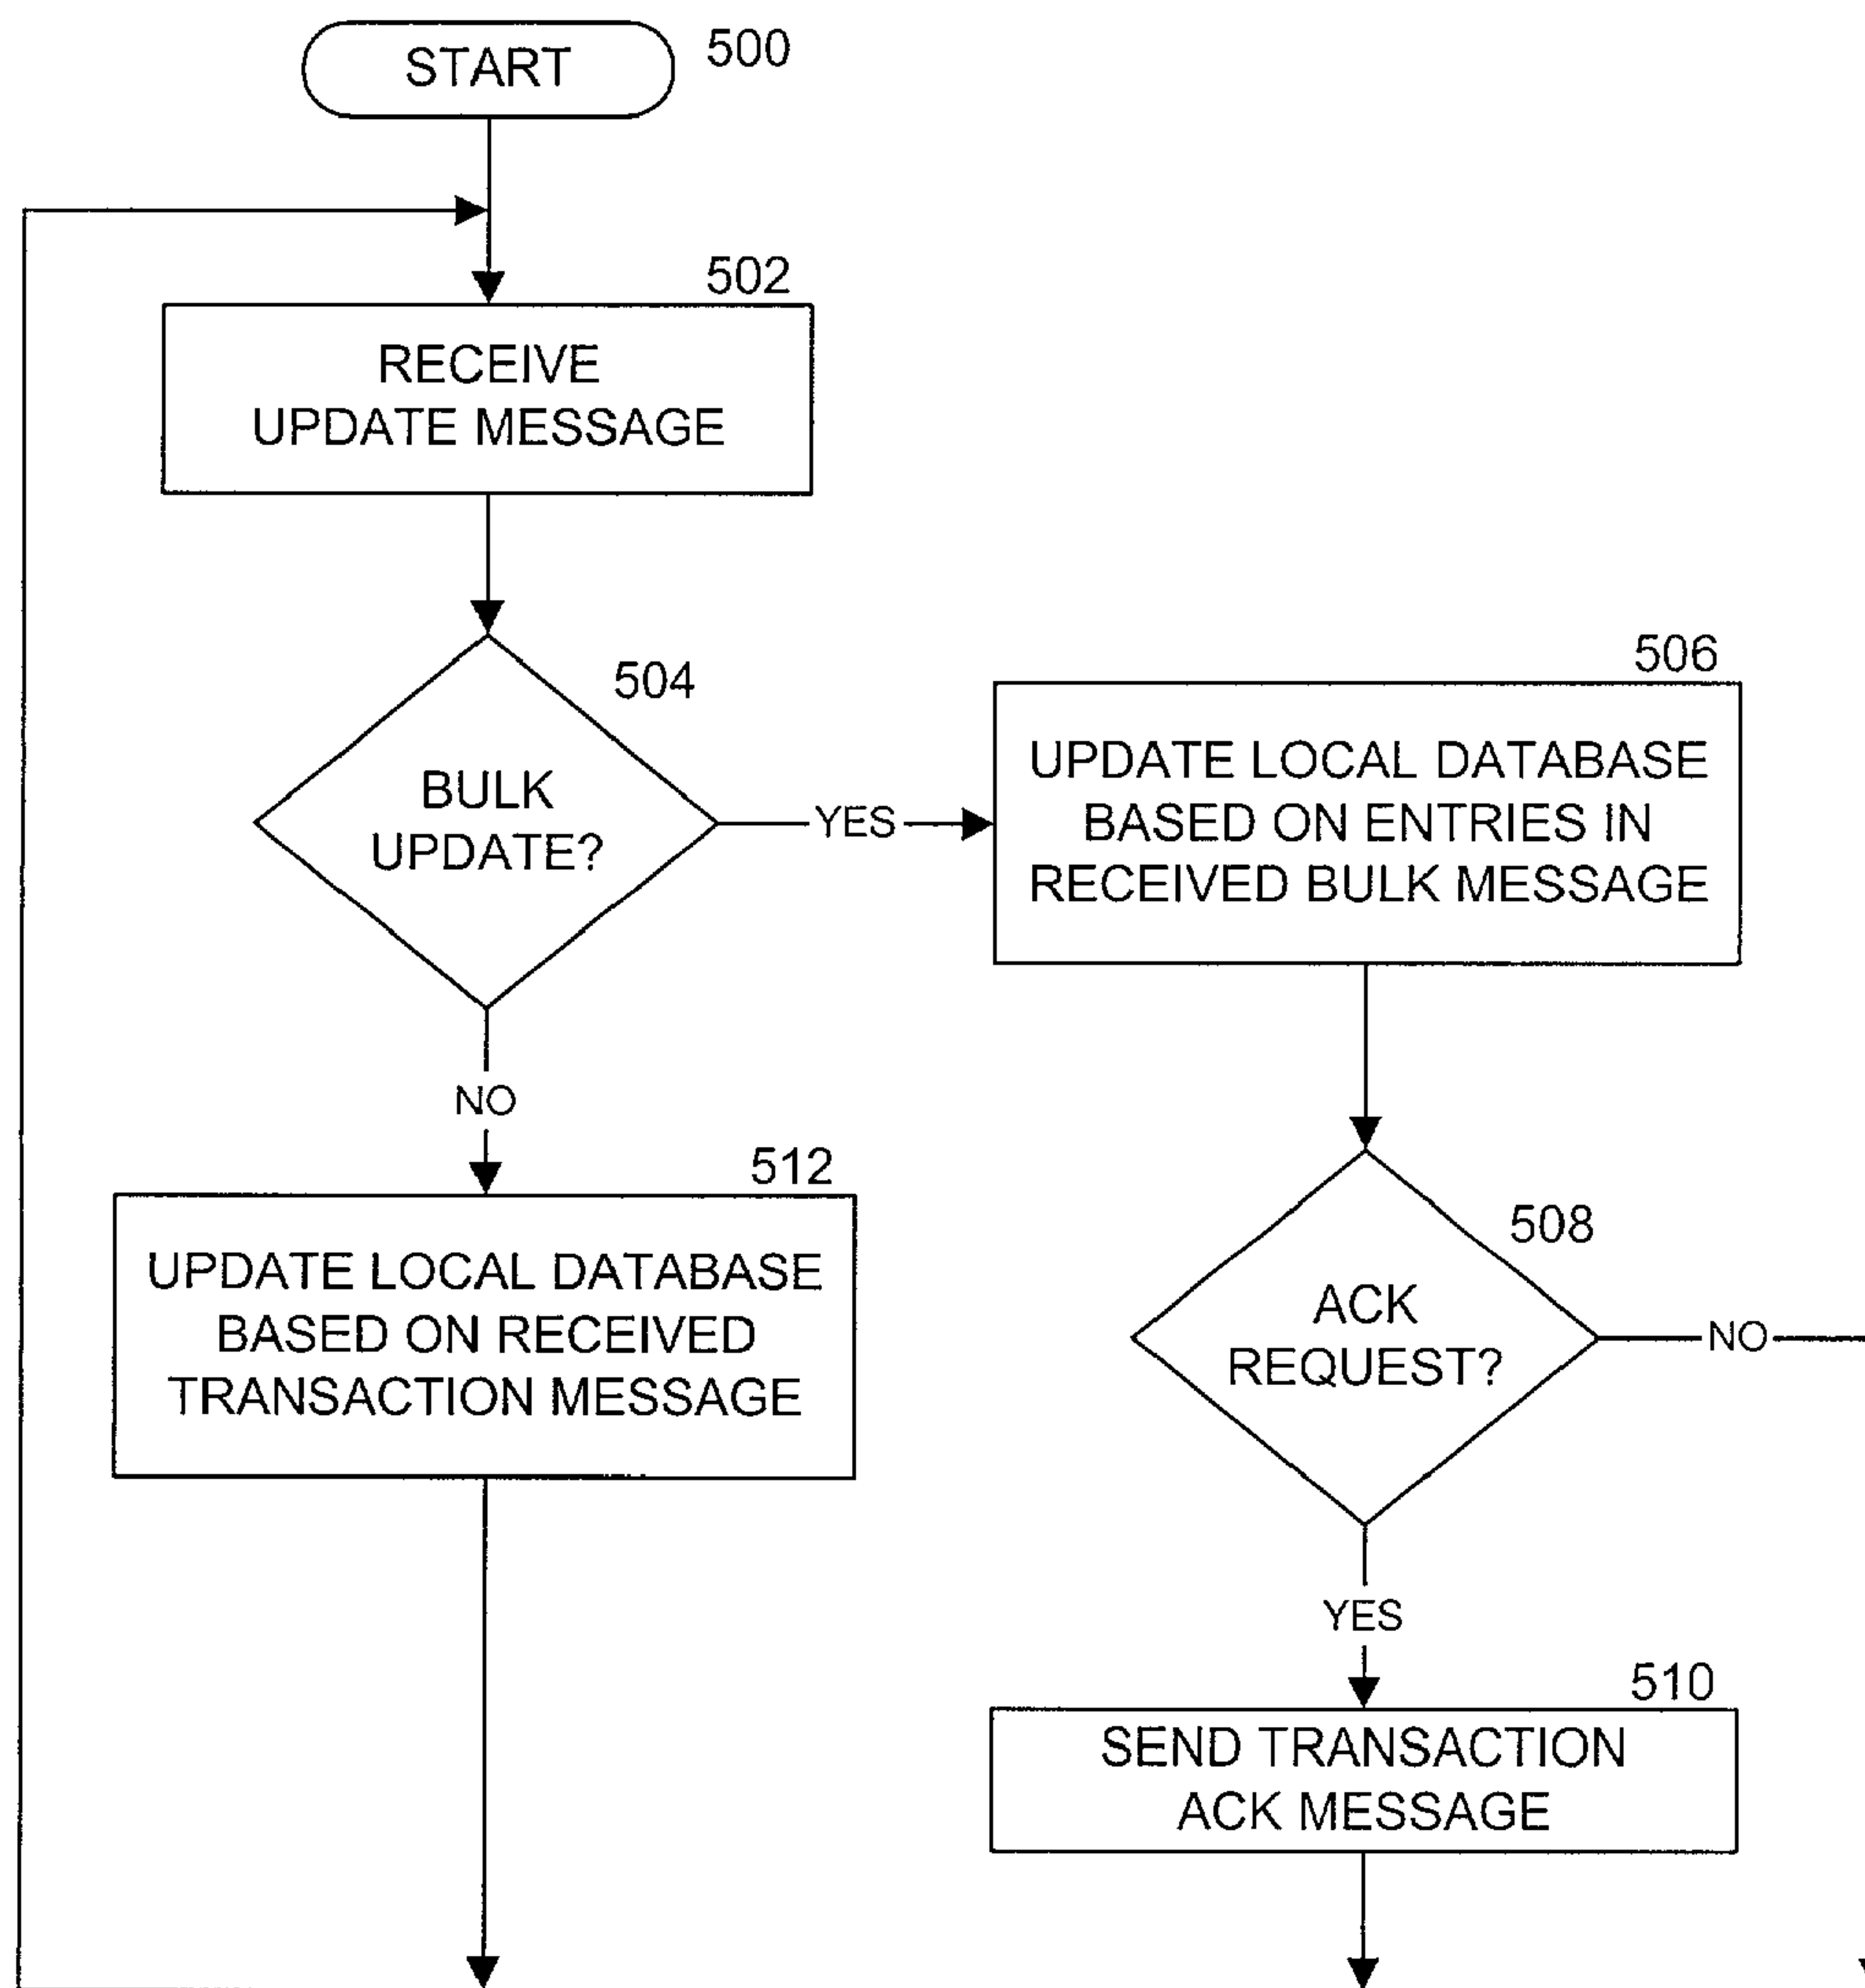 START
500
502
RECEIVE
UPDATE MESSAGE
504
BULK
UPDATE?
YES
506
UPDATE LOCAL DATABASE
BASED ON ENTRIES IN
RECEIVED BULK MESSAGE
NO
512
UPDATE LOCAL DATABASE
BASED ON RECEIVED
TRANSACTION MESSAGE
508
ACK
REQUEST?
NO
YES
510
SEND TRANSACTION
ACK MESSAGE